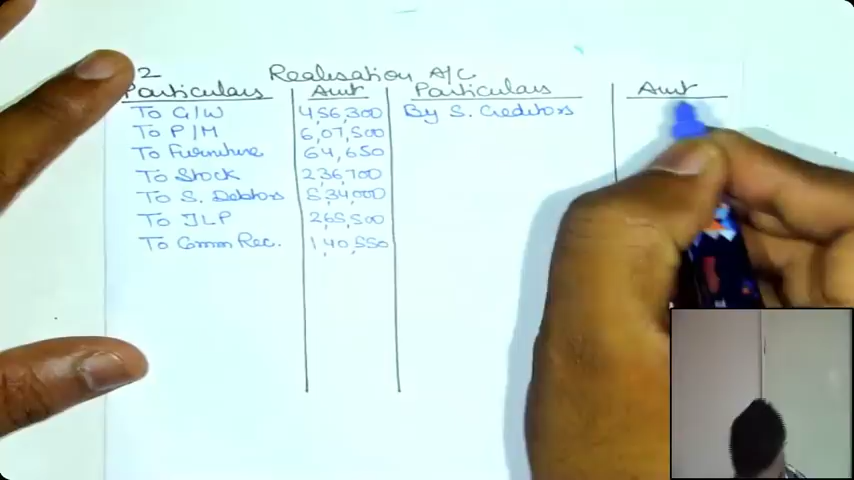 2 Realisation A/C
Particulars Amt Particulars Amt
To G/W 4,56,300 By S. Creditors
To P/M 6,07,500
To Furniture 64,650
To Stock 2,36,700
To S. Debtors 5,34,000
To JLP 2,65,500
To Comm Rec. 1,40,550